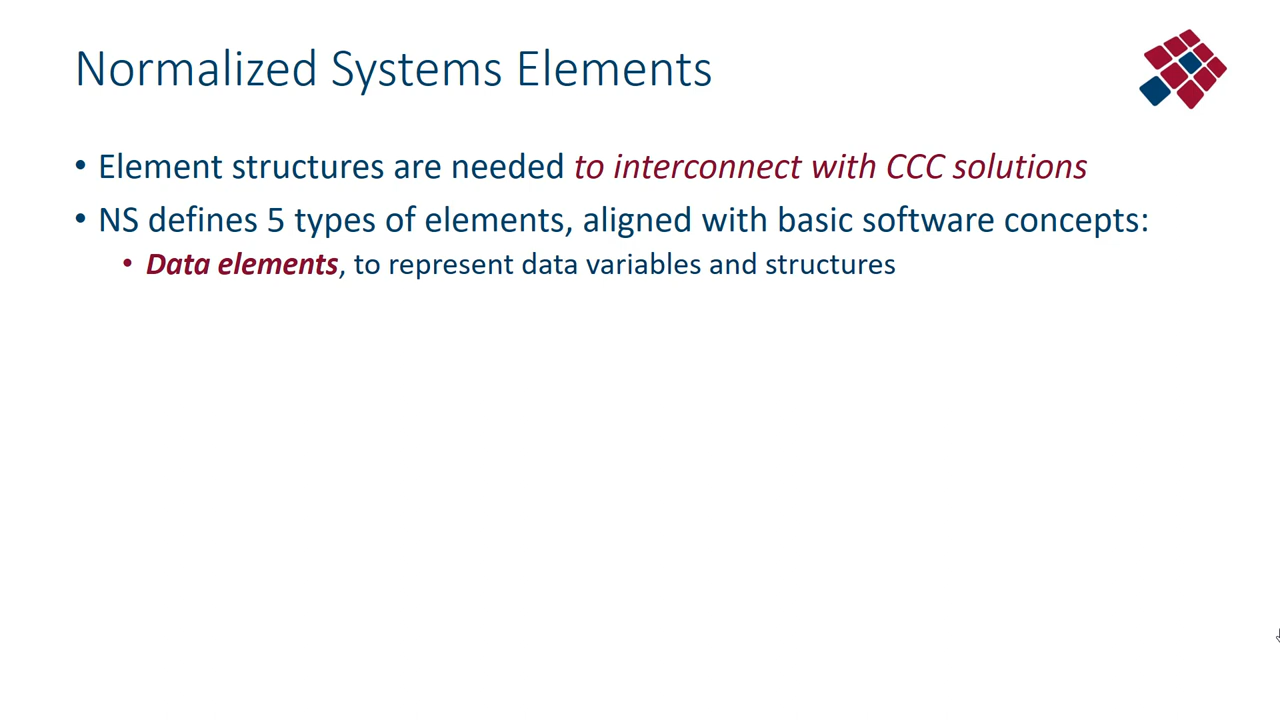 Normalized Systems Elements
• Element structures are needed to interconnect with CCC solutions
• NS defines 5 types of elements, aligned with basic software concepts:
• Data elements, to represent data variables and structures